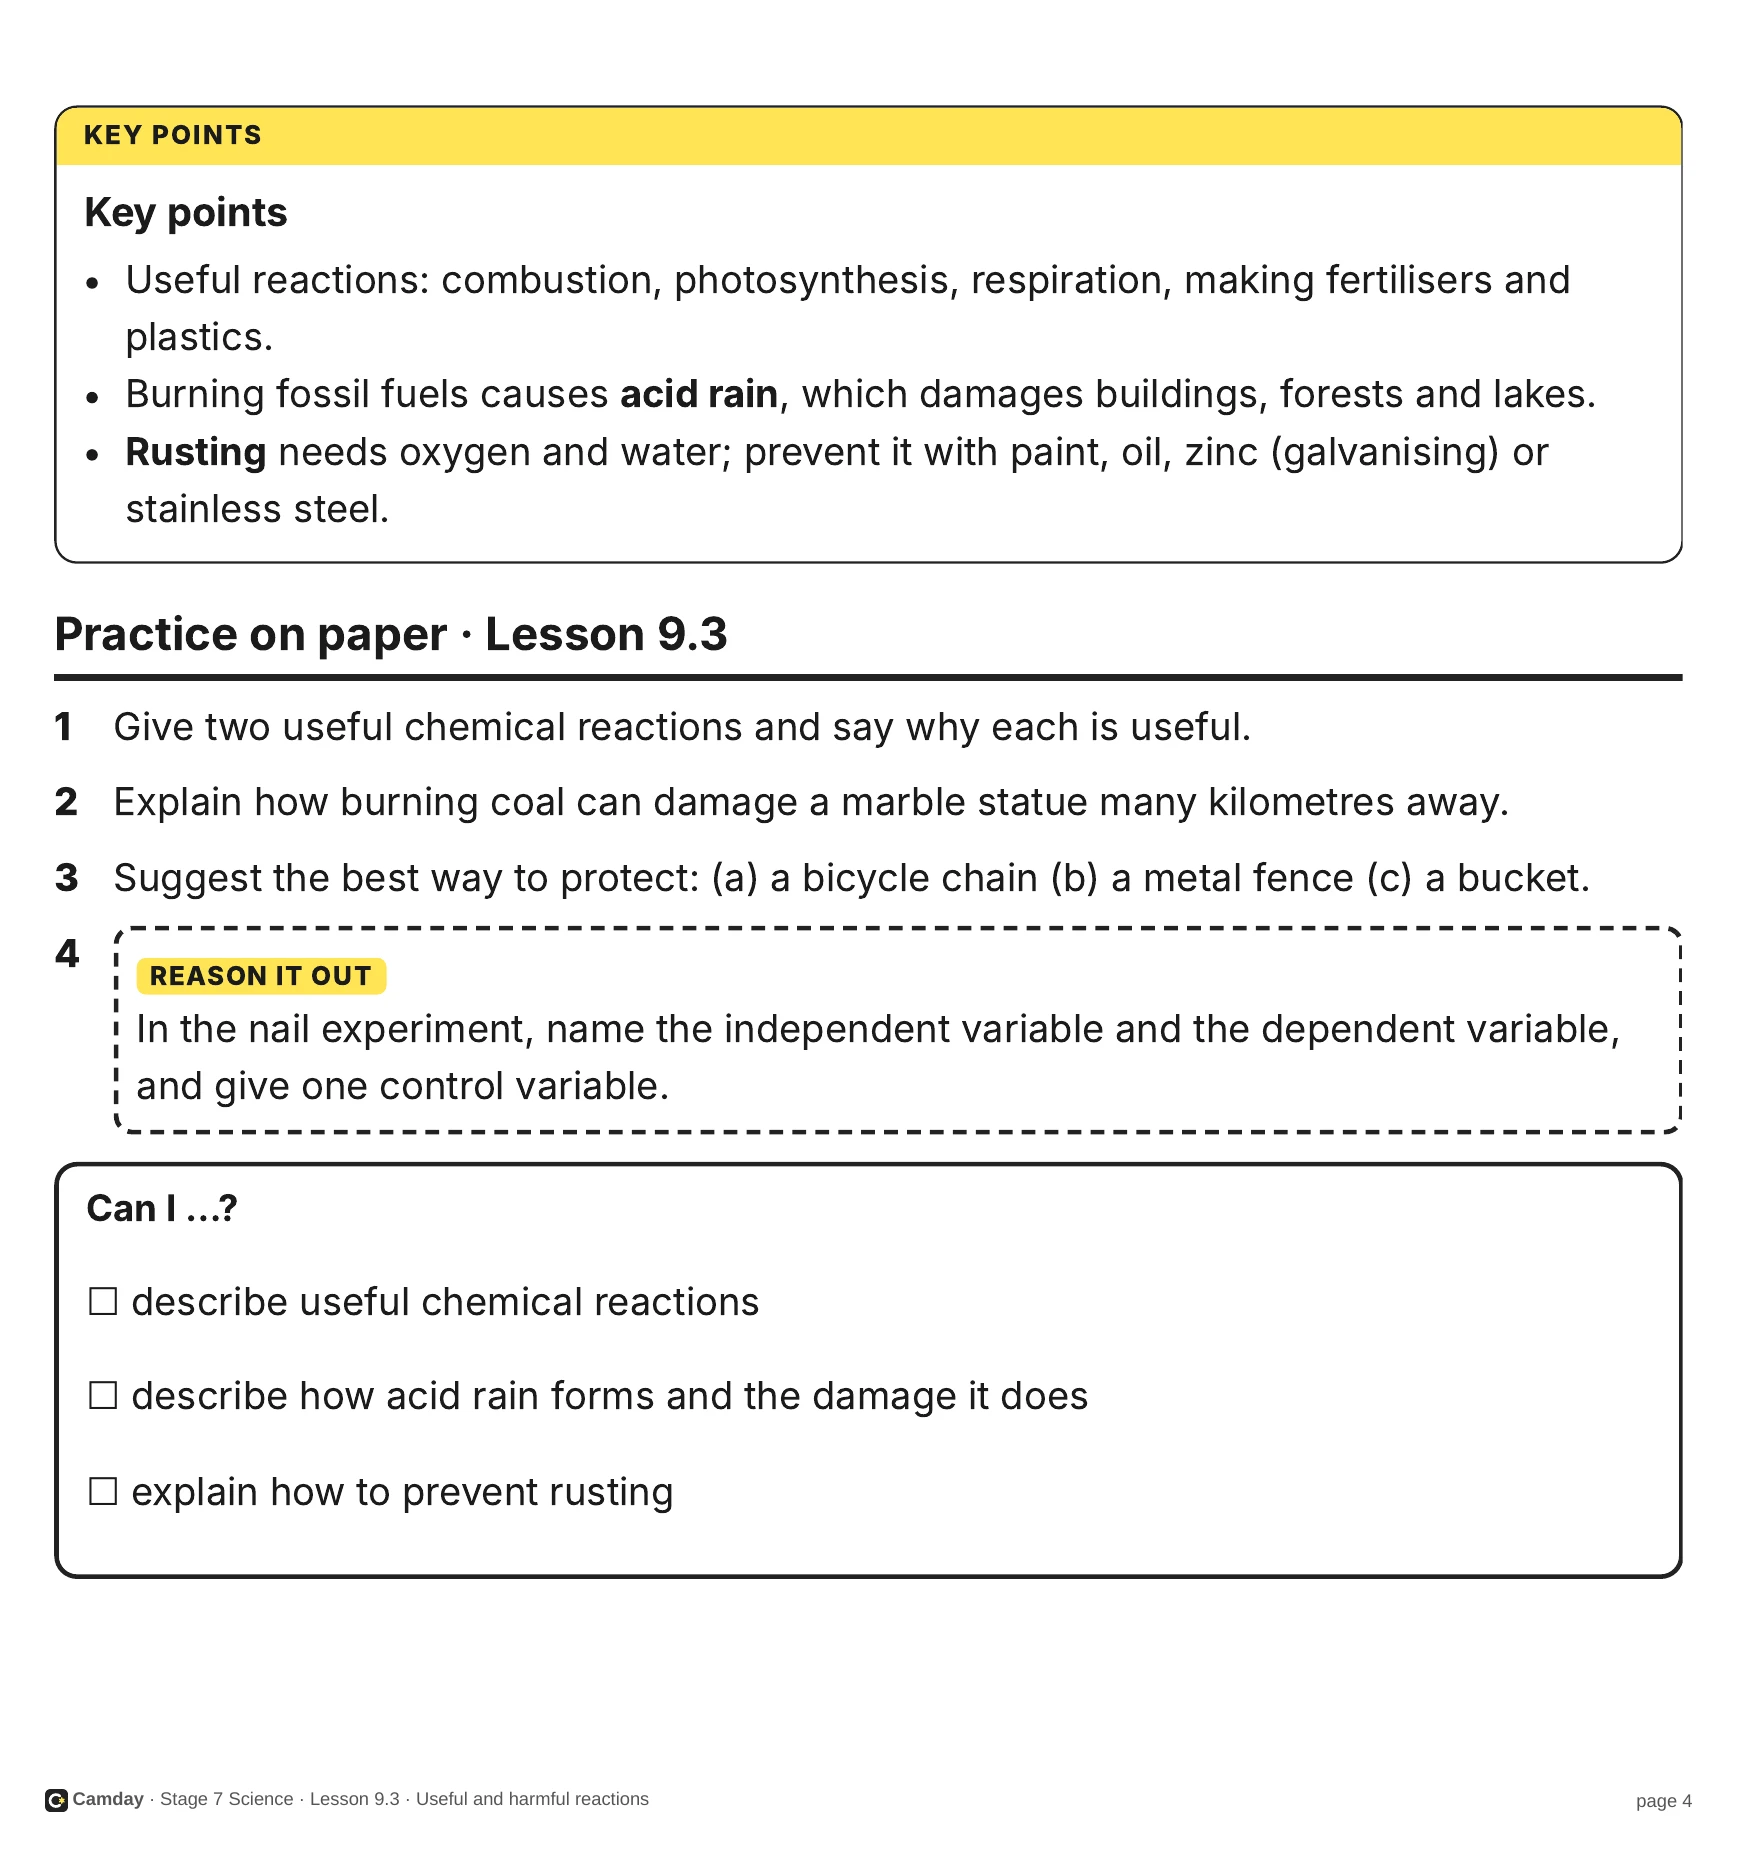 KEY POINTS
Key points
• Useful reactions: combustion, photosynthesis, respiration, making fertilisers and
plastics.
• Burning fossil fuels causes acid rain, which damages buildings, forests and lakes.
• Rusting needs oxygen and water; prevent it with paint, oil, zinc (galvanising) or
stainless steel.
Practice on paper · Lesson 9.3
1 Give two useful chemical reactions and say why each is useful.
2 Explain how burning coal can damage a marble statue many kilometres away.
3 Suggest the best way to protect: (a) a bicycle chain (b) a metal fence (c) a bucket.
4 REASON IT OUT
In the nail experiment, name the independent variable and the dependent variable,
and give one control variable.
Can I …?
☐ describe useful chemical reactions
☐ describe how acid rain forms and the damage it does
☐ explain how to prevent rusting
Camday · Stage 7 Science · Lesson 9.3 · Useful and harmful reactions
page 4